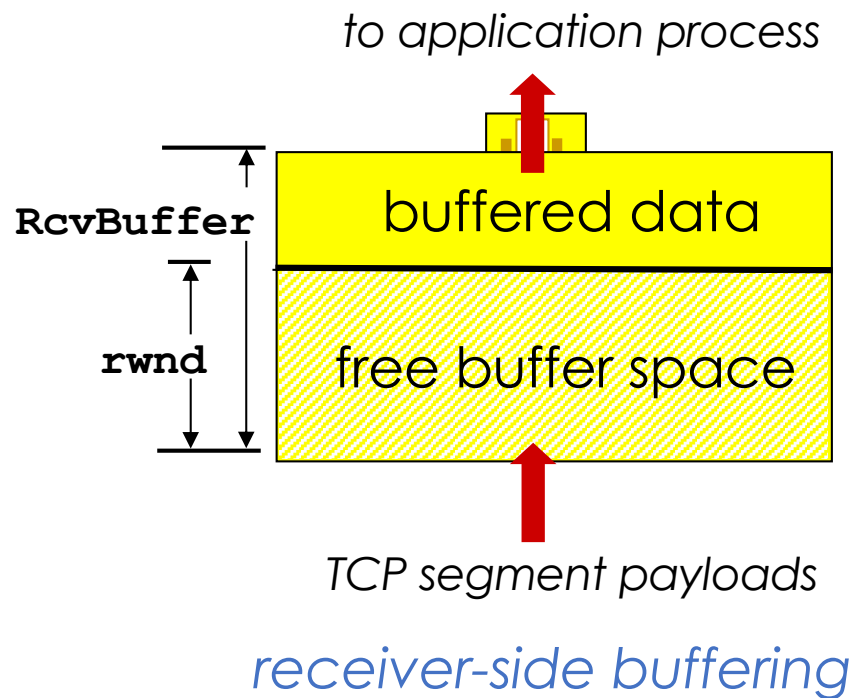 to application process
buffered data
RcvBuffer
rwnd
free buffer space
TCP segment payloads
receiver-side buffering